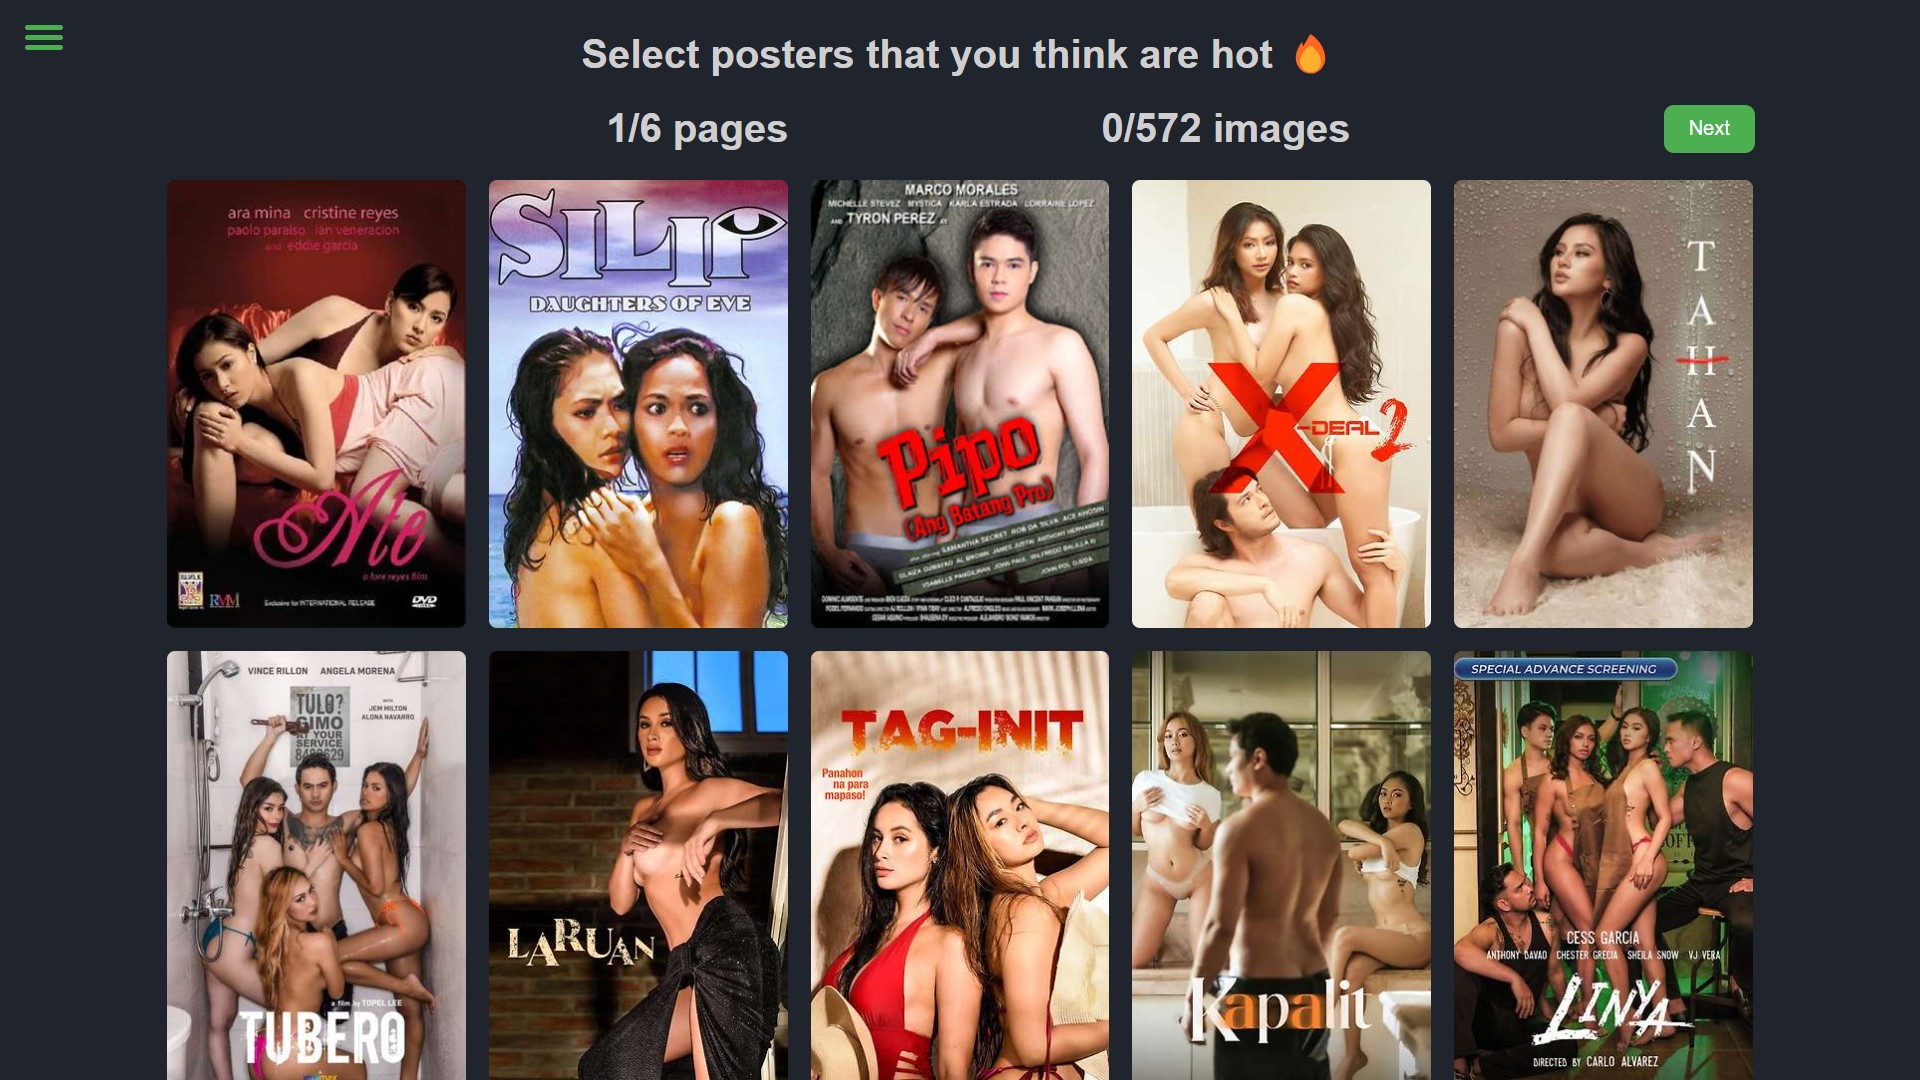 Select posters that you think are hot 🔥
1/6 pages
0/572 images
Next
ara mina cristine reyes
paolo paraiso ian veneracion
and eddie garcia
Ate
a lore reyes film
RVM
Exclusive for INTERNATIONAL RELEASE
DVD
SILIP
DAUGHTERS OF EVE
MARCO MORALES
MICHELLE STEVEZ MYSTICA KARLA ESTRADA LORRAINE LOPEZ
AND TYRON PEREZ AS
Pipo
(Ang Batang Pro)
X-DEAL 2
TAHAN
VINCE RILLON ANGELA MORENA
WITH
JEM MILTON
ALONA NAVARRO
TULO?
GIMO
AT YOUR
SERVICE
a film by TOPEL LEE
TUBERO
LARUAN
TAG-INIT
Panahon
na para
mapaso!
Kapalit
SPECIAL ADVANCE SCREENING
CESS GARCIA
ANTHONY DAVAO CHESTER GRECIA SHEILA SNOW VJ VERA
LINYA
DIRECTED BY CARLO ALVAREZ